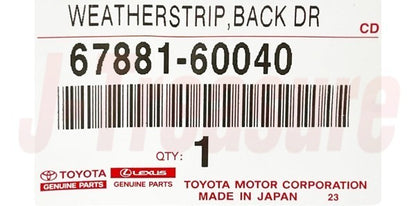 WEATHERSTRIP,BACK DR
CD
67881-60040
J-Treasure
QTY: 1
TOYOTA LEXUS
GENUINE PARTS GENUINE PARTS
TOYOTA MOTOR CORPORATION
MADE IN JAPAN 23